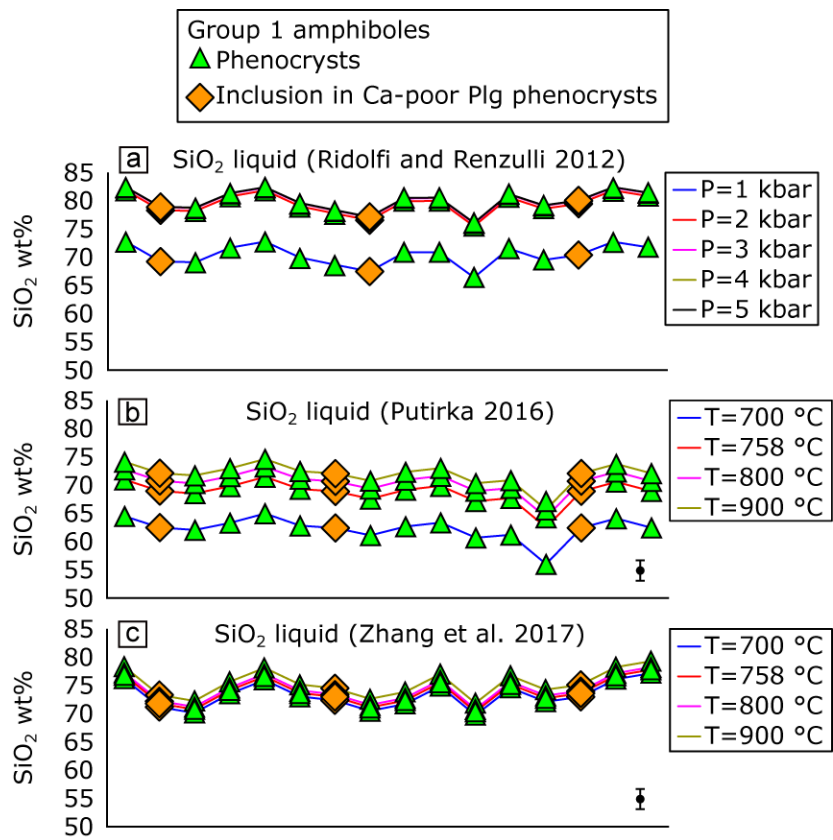 Group 1 amphiboles
Phenocrysts
Inclusion in Ca-poor Plg phenocrysts
a SiO₂ liquid (Ridolfi and Renzulli 2012)
85
80
75
70
65
60
55
50
SiO₂ wt%
P=1 kbar
P=2 kbar
P=3 kbar
P=4 kbar
P=5 kbar
b SiO₂ liquid (Putirka 2016)
85
80
75
70
65
60
55
50
SiO₂ wt%
T=700 °C
T=758 °C
T=800 °C
T=900 °C
c SiO₂ liquid (Zhang et al. 2017)
85
80
75
70
65
60
55
50
SiO₂ wt%
T=700 °C
T=758 °C
T=800 °C
T=900 °C